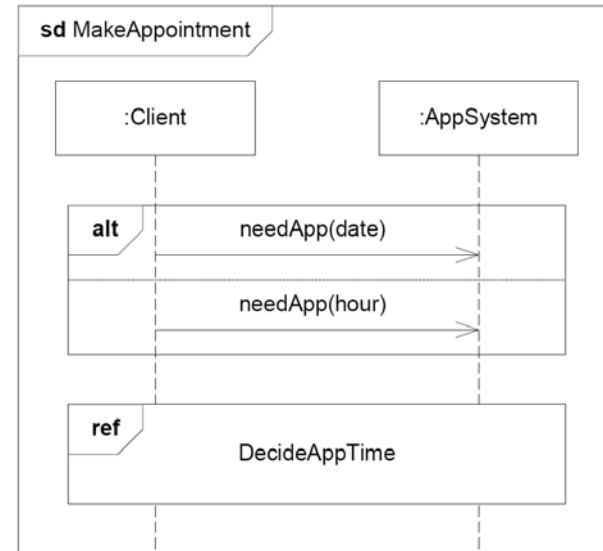 sd MakeAppointment
:Client
:AppSystem
alt
needApp(date)
needApp(hour)
ref
DecideAppTime